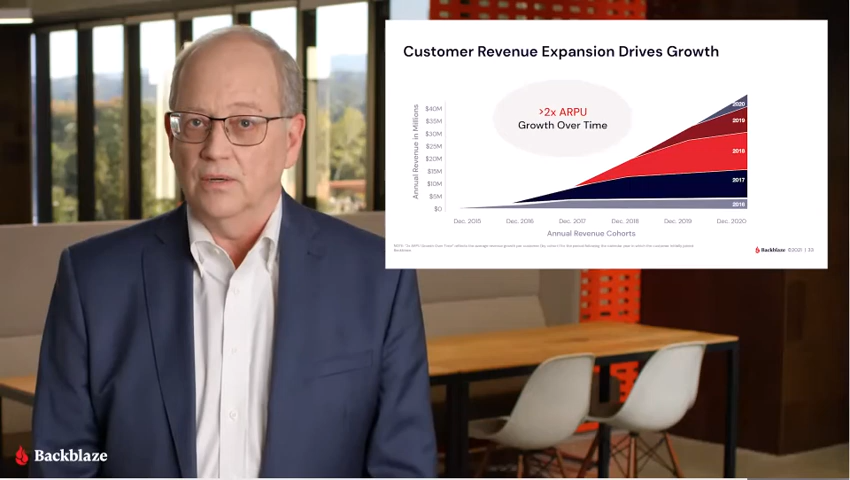 Customer Revenue Expansion Drives Growth
>2x ARPU
Growth Over Time
Annual Revenue in Millions
$40M
$35M
$30M
$25M
$20M
$15M
$10M
$5M
$0
2020
2019
2018
2017
2016
Dec. 2015
Dec. 2016
Dec. 2017
Dec. 2018
Dec. 2019
Dec. 2020
Annual Revenue Cohorts
Backblaze ©2021 |
Backblaze